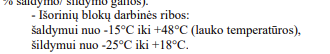 % šaldymo/ šildymo galios).
- Išorinių blokų darbinės ribos:
šaldymui nuo -15°C iki +48°C (lauko temperatūros),
šildymui nuo -25°C iki +18°C.